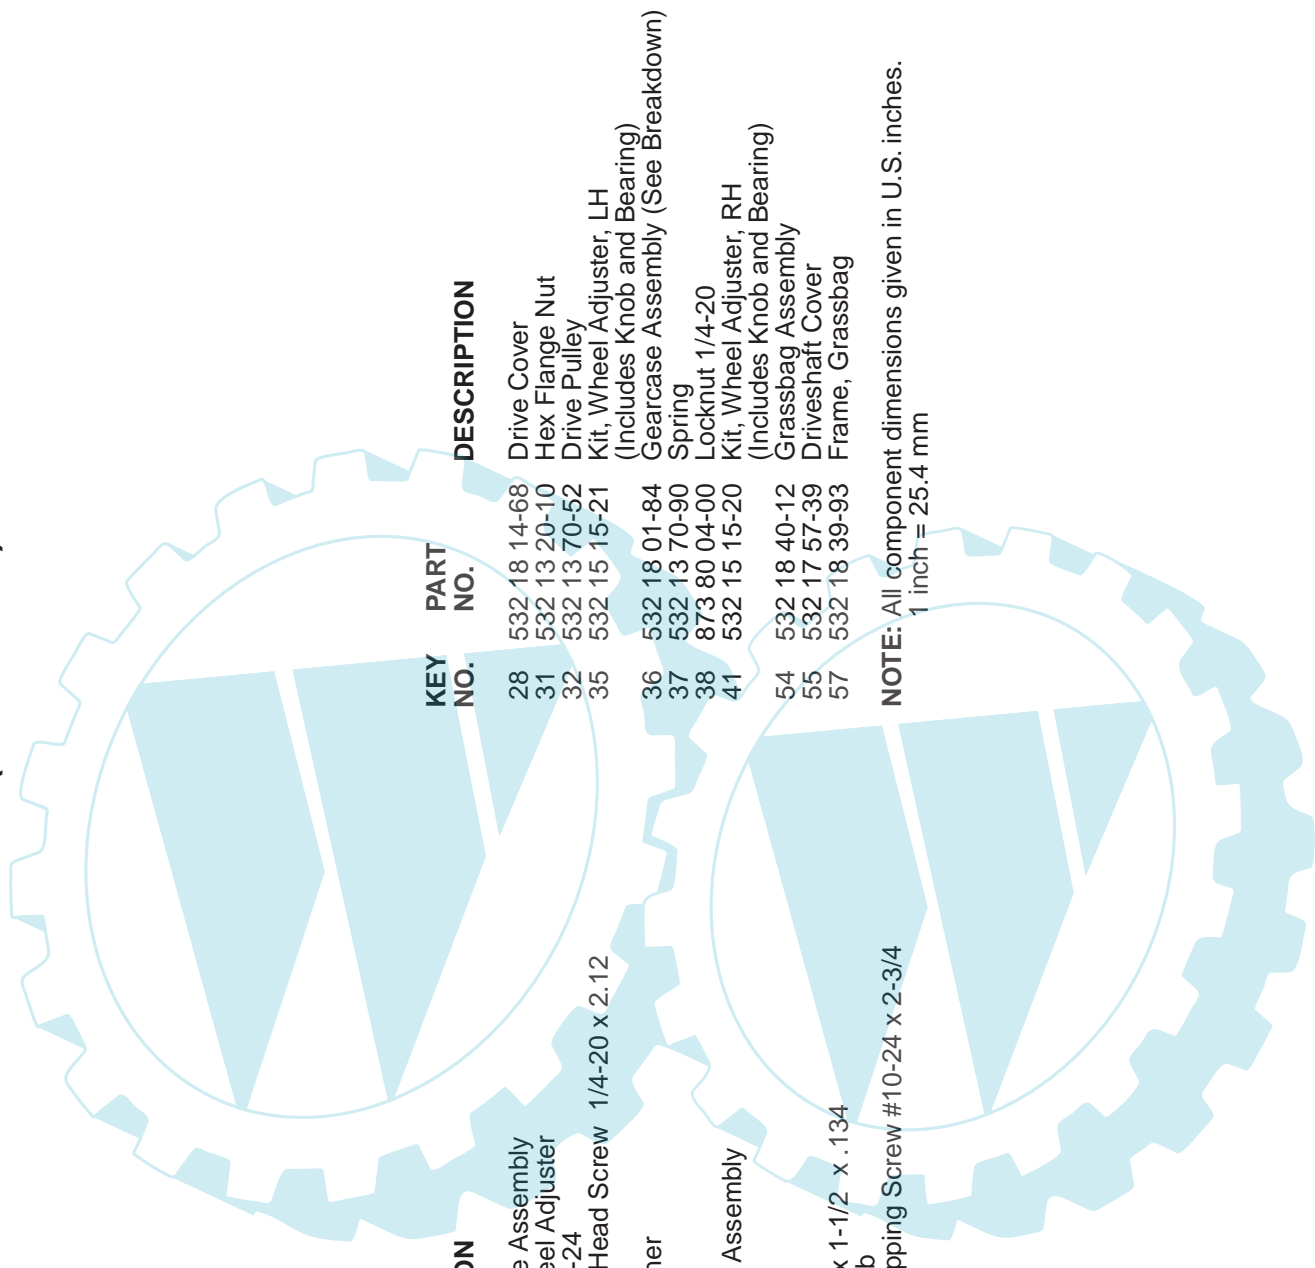 ON
e Assembly
eel Adjuster
-24
Head Screw 1/4-20 x 2.12
ner
Assembly
x 1-1/2 x .134
b
pping Screw #10-24 x 2-3/4
KEY PART
NO. NO. DESCRIPTION
28 532 18 14-68 Drive Cover
31 532 13 20-10 Hex Flange Nut
32 532 13 70-52 Drive Pulley
35 532 15 15-21 Kit, Wheel Adjuster, LH
(Includes Knob and Bearing)
36 532 18 01-84 Gearcase Assembly (See Breakdown)
37 532 13 70-90 Spring
38 873 80 04-00 Locknut 1/4-20
41 532 15 15-20 Kit, Wheel Adjuster, RH
(Includes Knob and Bearing)
54 532 18 40-12 Grassbag Assembly
55 532 17 57-39 Driveshaft Cover
57 532 18 39-93 Frame, Grassbag
NOTE: All component dimensions given in U.S. inches.
1 inch = 25.4 mm